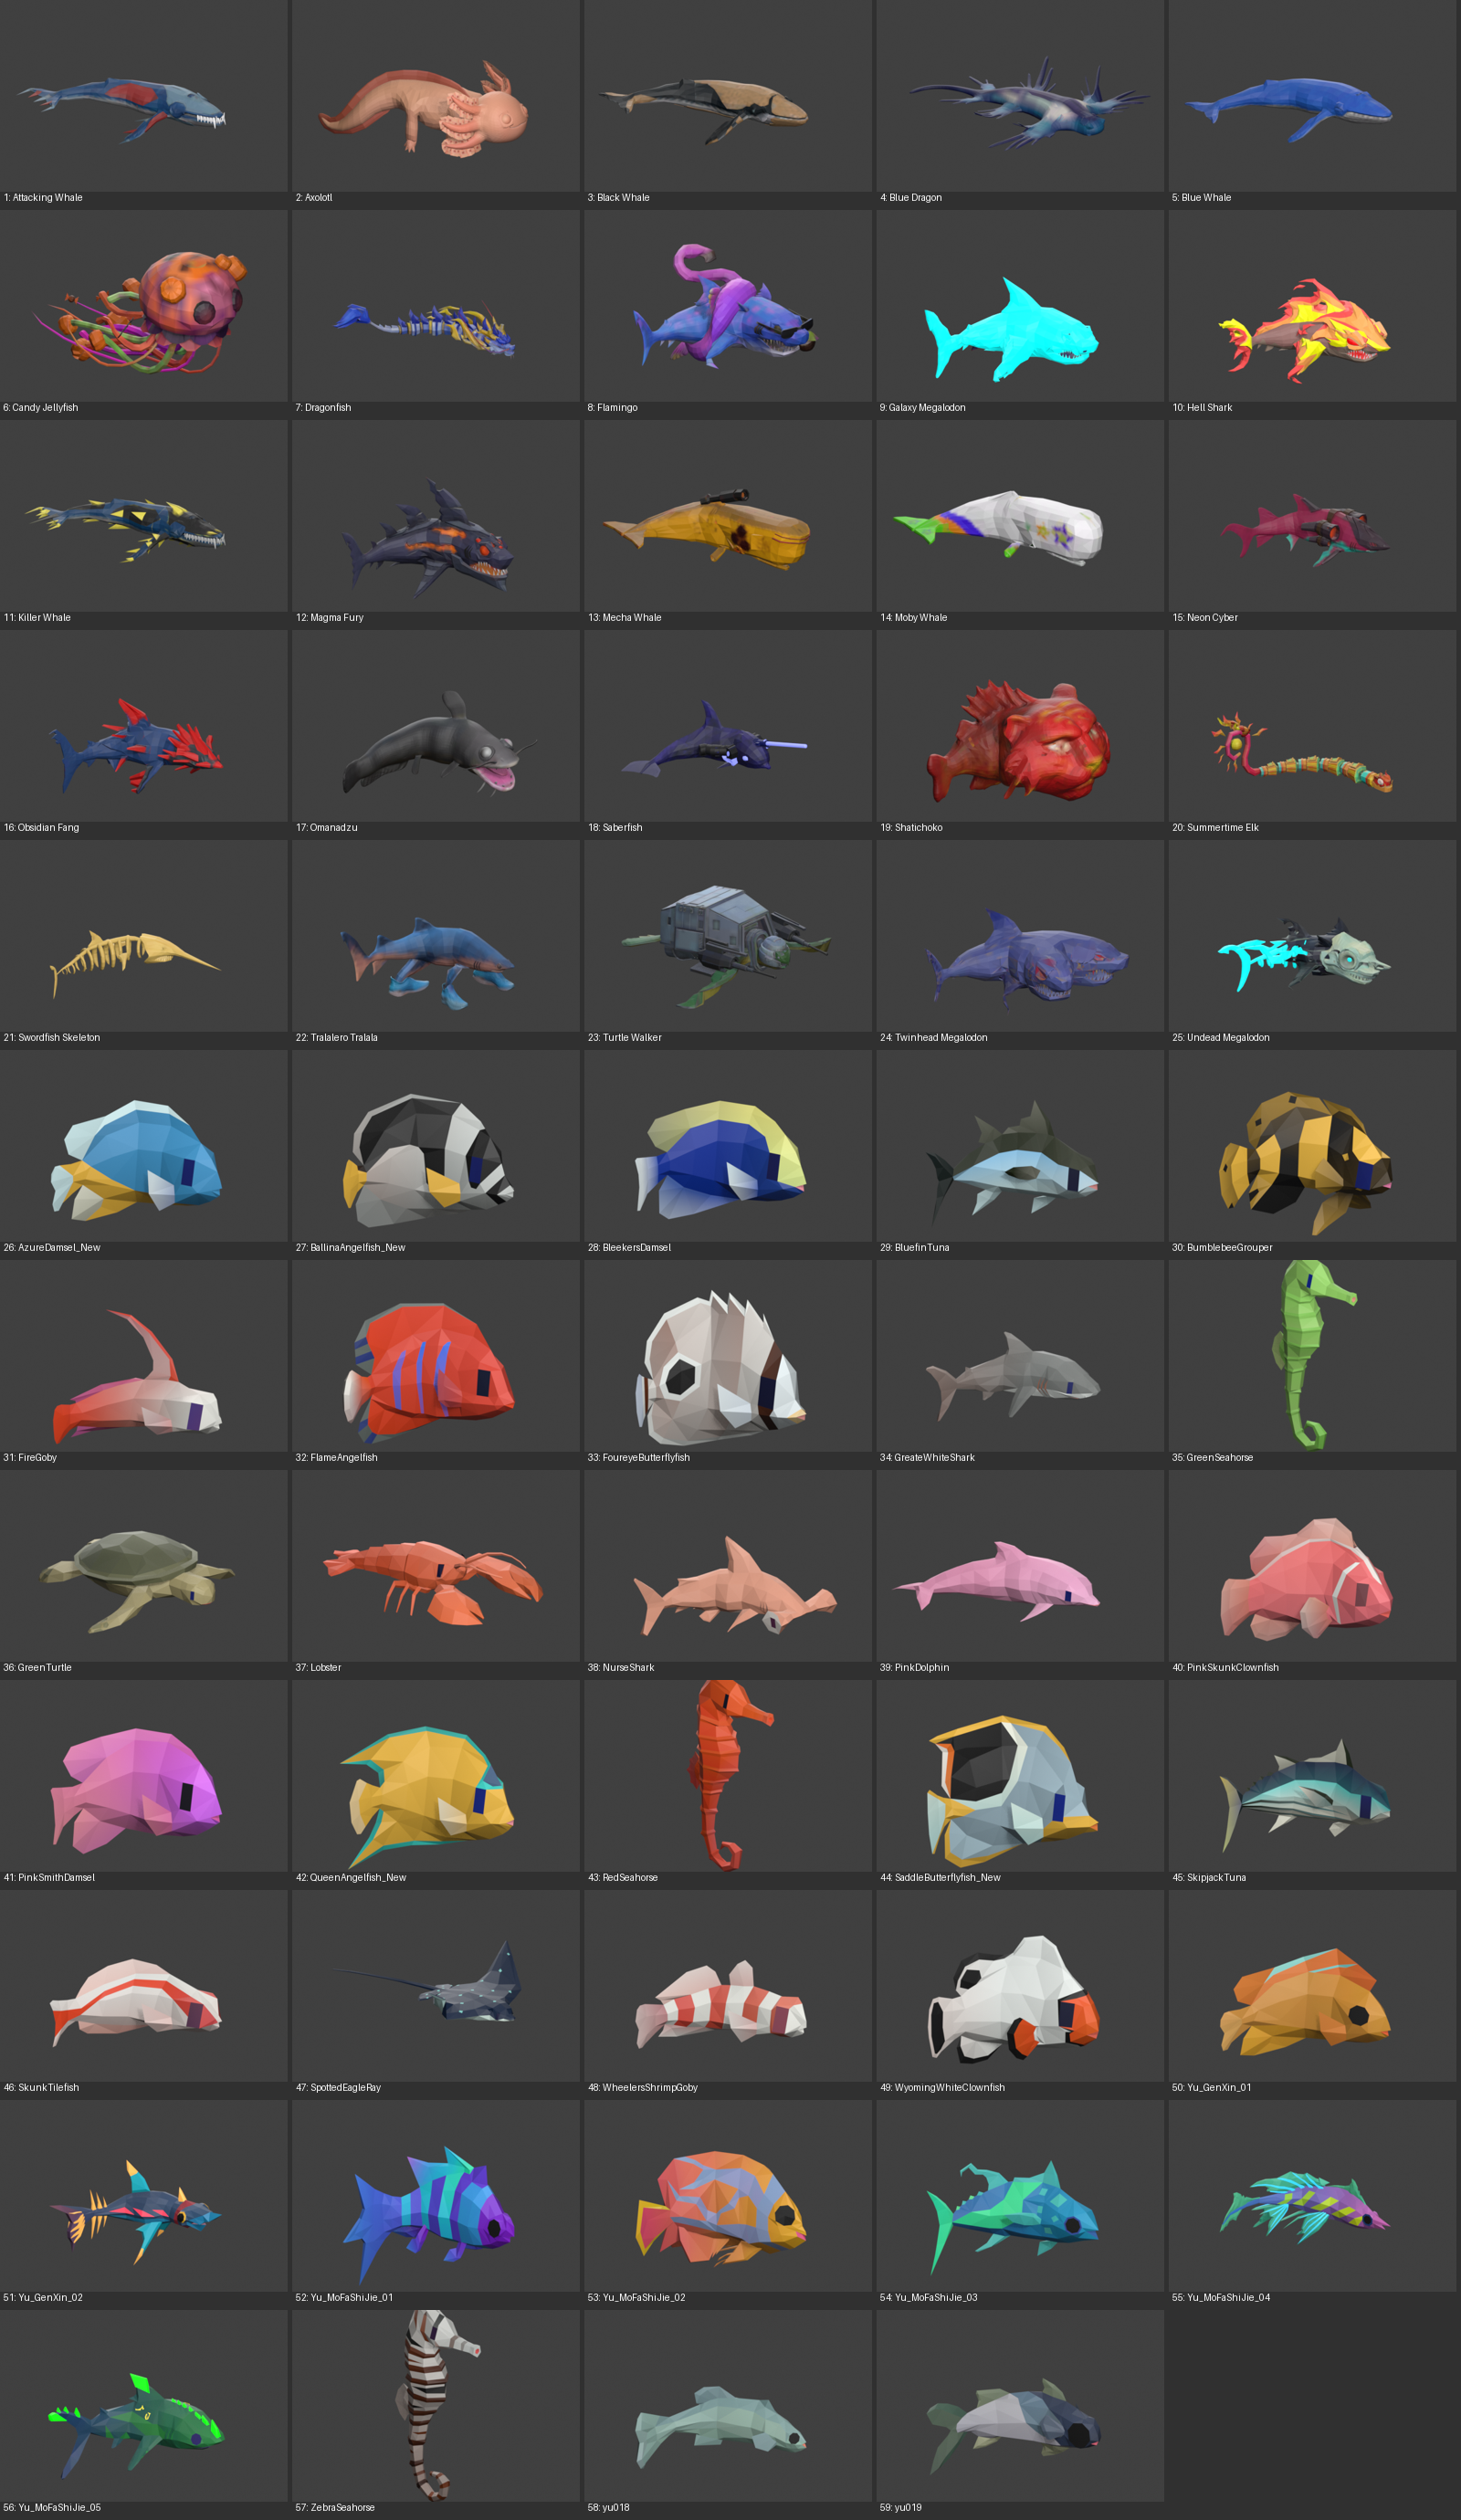 1: Attacking Whale
2: Axolotl
3: Black Whale
4: Blue Dragon
5: Blue Whale
6: Candy Jellyfish
7: Dragonfish
8: Flamingo
9: Galaxy Megalodon
10: Hell Shark
11: Killer Whale
12: Magma Fury
13: Mecha Whale
14: Moby Whale
15: Neon Cyber
16: Obsidian Fang
17: Omanadzu
18: Saberfish
19: Shatichoko
20: Summertime Elk
21: Swordfish Skeleton
22: Tralalero Tralala
23: Turtle Walker
24: Twinhead Megalodon
25: Undead Megalodon
26: AzureDamsel_New
27: BallinaAngelfish_New
28: BleekersDamsel
29: BluefinTuna
30: BumblebeeGrouper
31: FireGoby
32: FlameAngelfish
33: FoureyeButterflyfish
34: GreateWhiteShark
35: GreenSeahorse
36: GreenTurtle
37: Lobster
38: NurseShark
39: PinkDolphin
40: PinkSkunkClownfish
41: PinkSmithDamsel
42: QueenAngelfish_New
43: RedSeahorse
44: SaddleButterflyfish_New
45: SkipjackTuna
46: SkunkTilefish
47: SpottedEagleRay
48: WheelersShrimpGoby
49: WyomingWhiteClownfish
50: Yu_GenXin_01
51: Yu_GenXin_02
52: Yu_MoFaShiJie_01
53: Yu_MoFaShiJie_02
54: Yu_MoFaShiJie_03
55: Yu_MoFaShiJie_04
56: Yu_MoFaShiJie_05
57: ZebraSeahorse
58: yu018
59: yu019